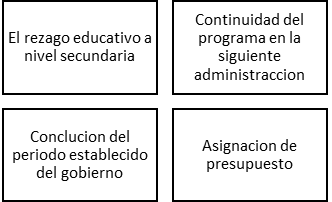 El rezago educativo a
nivel secundaria
Continuidad del
programa en la
siguiente
administraccion
Conclucion del
periodo establecido
del gobierno
Asignacion de
presupuesto